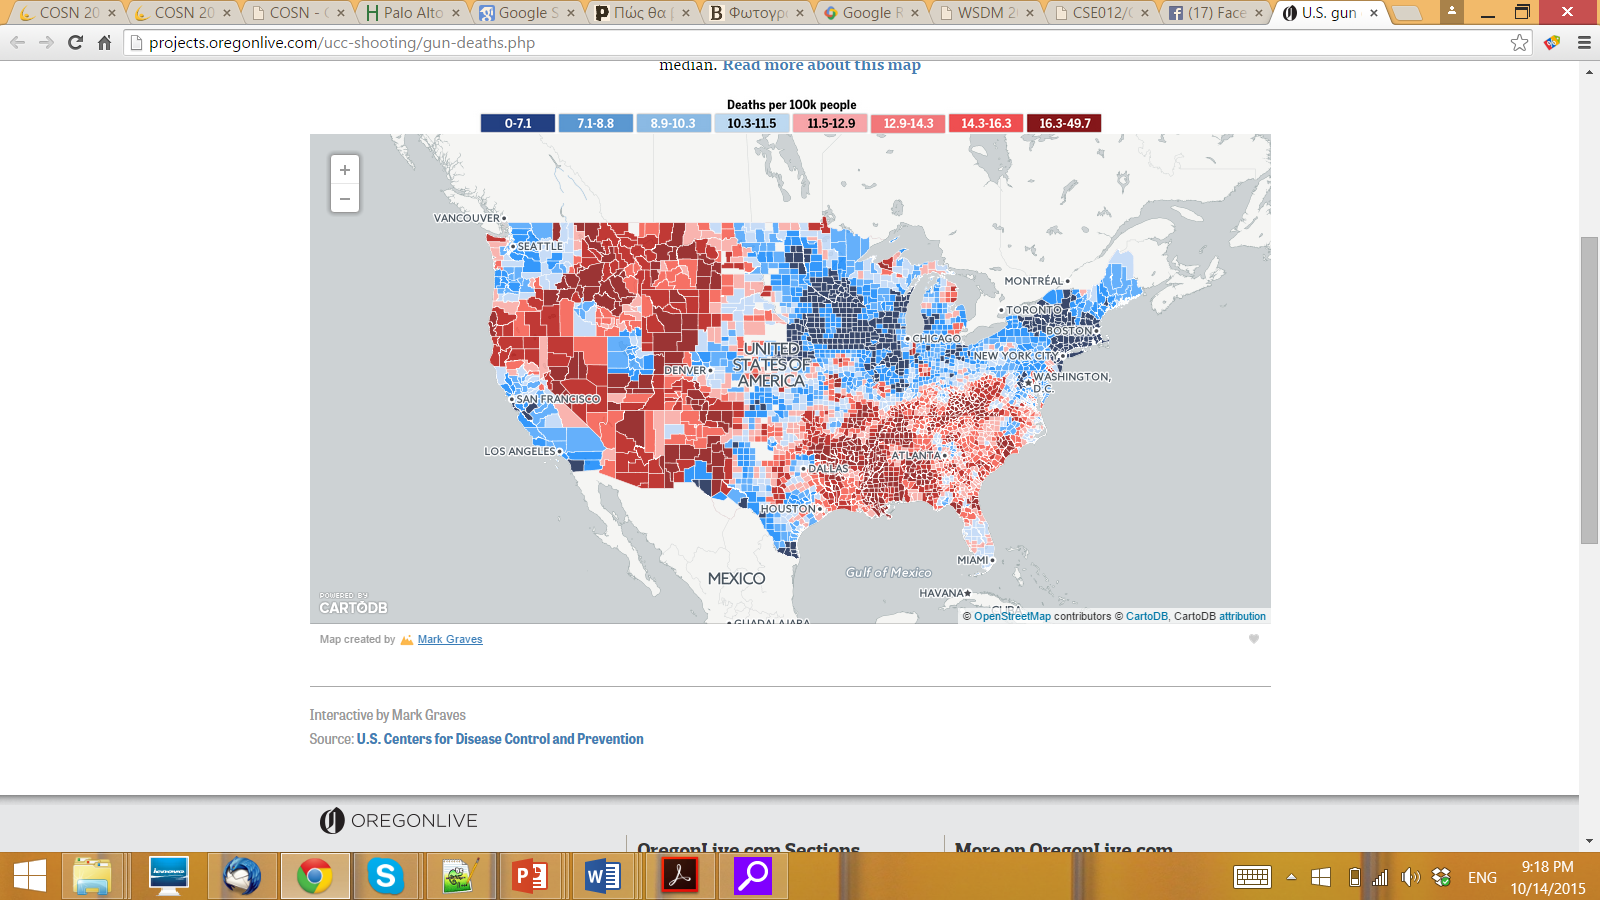 COSN 20
COSN 20
COSN - C
Palo Alto
Google S
Πώς θα
Φωτογρ
Google R
WSDM 2
CSE012/
(17) Face
U.S. gun
projects.oregonlive.com/ucc-shooting/gun-deaths.php
median. Read more about this map
Deaths per 100k people
0-7.1 7.1-8.8 8.9-10.3 10.3-11.5 11.5-12.9 12.9-14.3 14.3-16.3 16.3-49.7
+
−
VANCOUVER
SEATTLE
MONTRÉAL
TORONTO
BOSTON
CHICAGO
UNITED
STATES OF
AMERICA
NEW YORK CITY
DENVER
WASHINGTON,
D.C.
SAN FRANCISCO
LOS ANGELES
ATLANTA
DALLAS
HOUSTON
MIAMI
MEXICO
Gulf of Mexico
HAVANA
CUBA
POWERED BY
CARTODB
GUADALAJARA
© OpenStreetMap contributors © CartoDB, CartoDB attribution
Map created by Mark Graves
Interactive by Mark Graves
Source: U.S. Centers for Disease Control and Prevention
OREGONLIVE
OregonLive.com Sections
More on OregonLive.com
lenovo
ENG
9:18 PM
10/14/2015